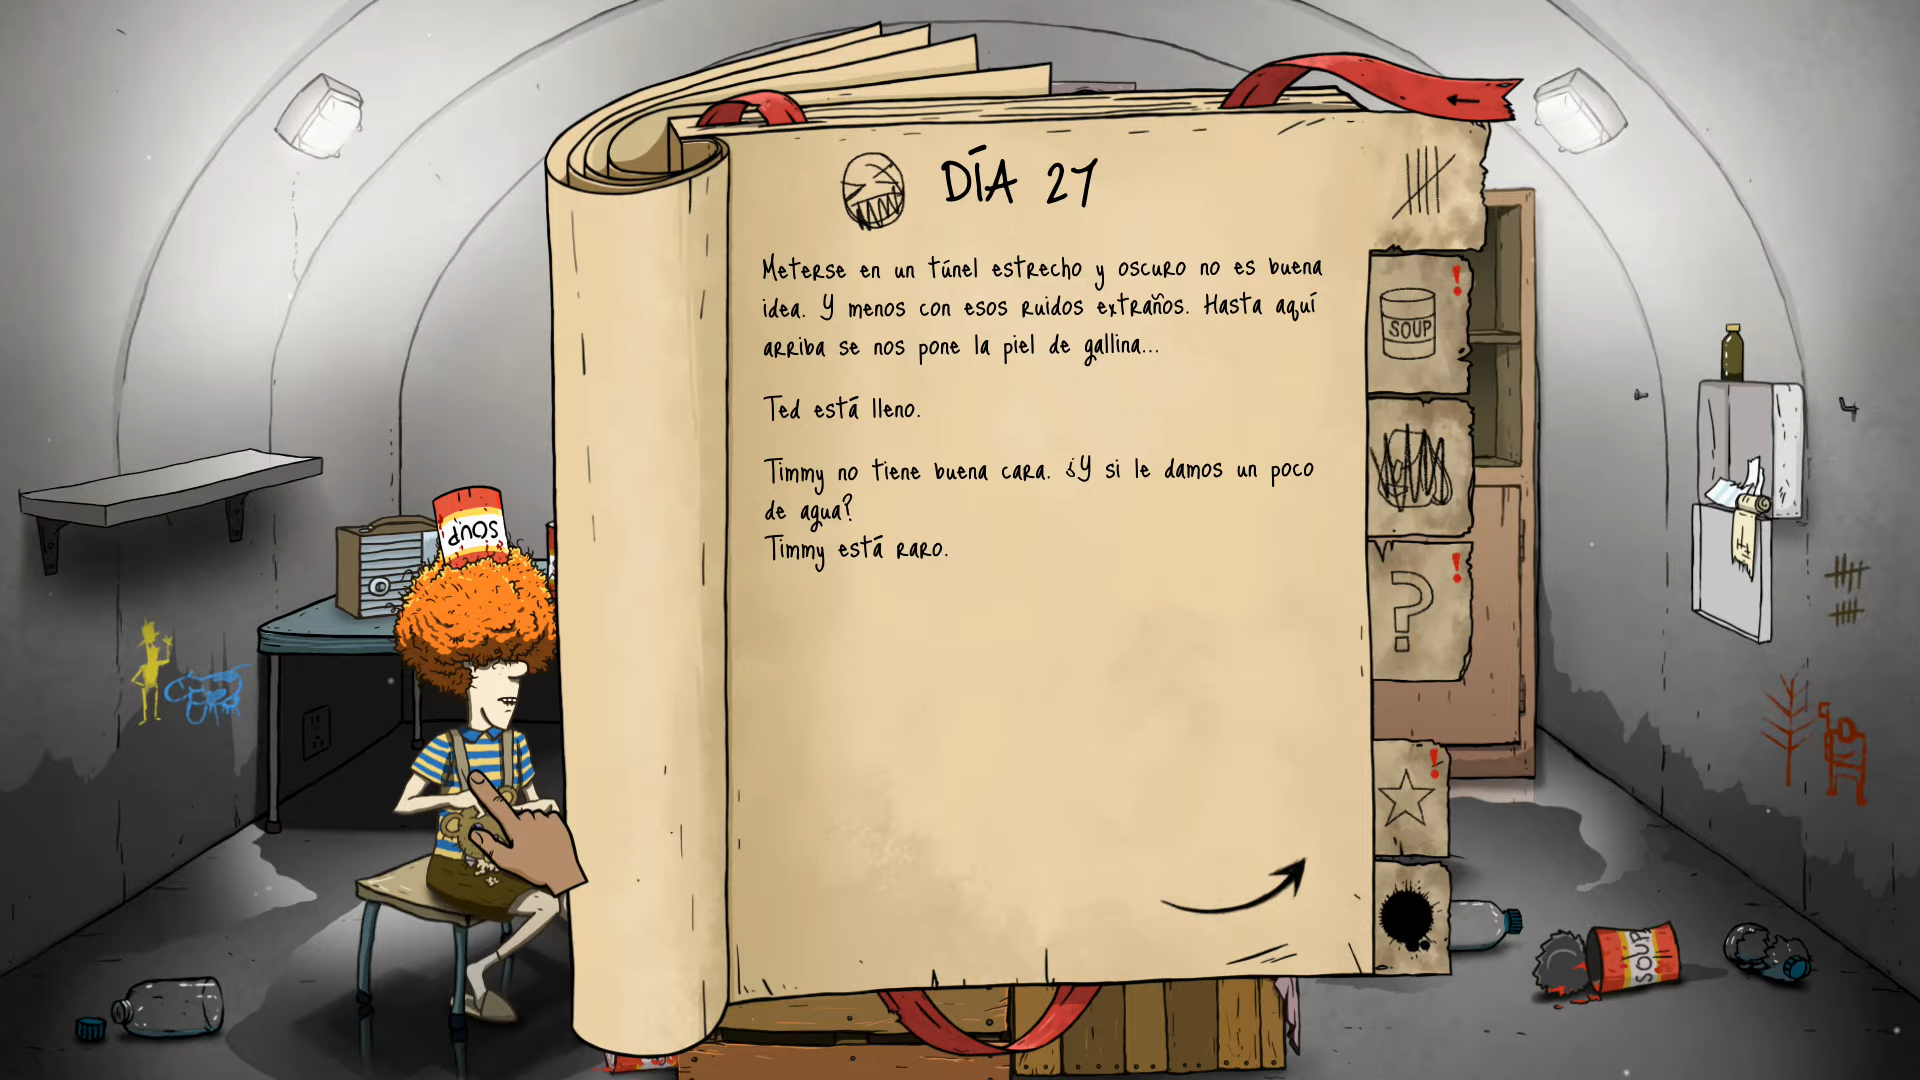 DÍA 27
Meterse en un túnel estrecho y oscuro no es buena
idea. Y menos con esos ruidos extraños. Hasta aquí
arriba se nos pone la piel de gallina...
Ted está lleno.
Timmy no tiene buena cara. ¿Y si le damos un poco
de agua?
Timmy está raro.
!
SOUP
!
?
!
SOUP
SOUP